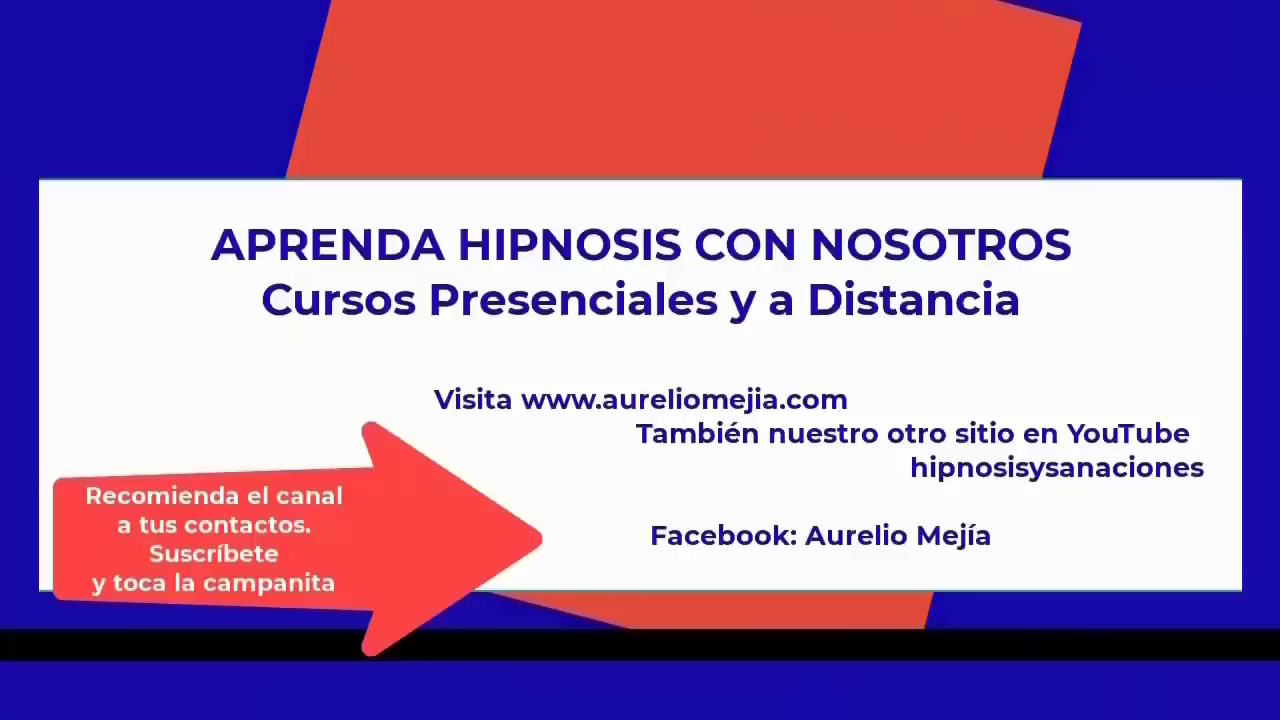 APRENDA HIPNOSIS CON NOSOTROS
Cursos Presenciales y a Distancia
Visita www.aureliomejia.com
También nuestro otro sitio en YouTube
hipnosisysanaciones
Facebook: Aurelio Mejía
Recomienda el canal
a tus contactos.
Suscríbete
y toca la campanita